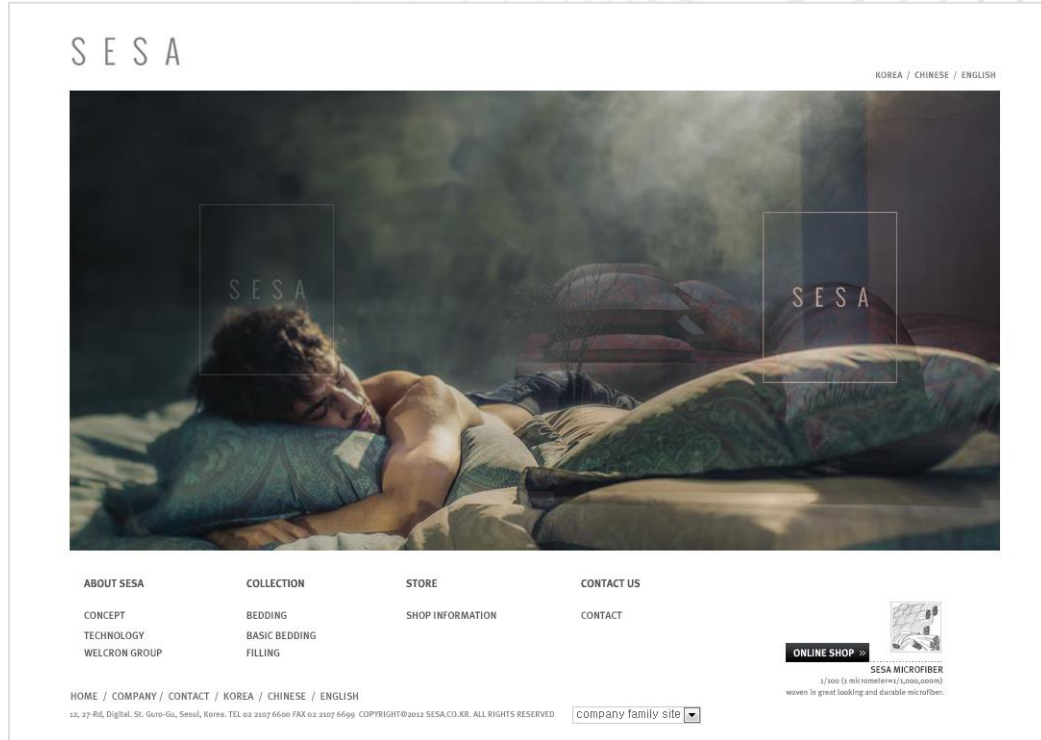 SESA
KOREA / CHINESE / ENGLISH
SESA
SESA
ABOUT SESA
CONCEPT
TECHNOLOGY
WELCRON GROUP
COLLECTION
BEDDING
BASIC BEDDING
FILLING
STORE
SHOP INFORMATION
CONTACT US
CONTACT
ONLINE SHOP »
SESA MICROFIBER
1/100 (1 micrometer=1/1,000,000m)
woven in great looking and durable microfiber.
HOME / COMPANY / CONTACT / KOREA / CHINESE / ENGLISH
12, 27-Rd, Digital. St. Guro-Gu, Seoul, Korea. TEL 02 2107 6600 FAX 02 2107 6699 COPYRIGHT@2012 SESA.CO.KR. ALL RIGHTS RESERVED
company family site